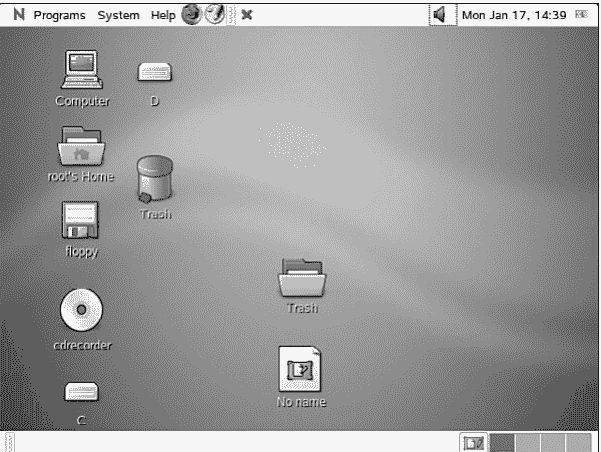 N Programs System Help Mon Jan 17, 14:39
Computer
D
root's Home
Trash
floppy
Trash
cdrecorder
No name
C